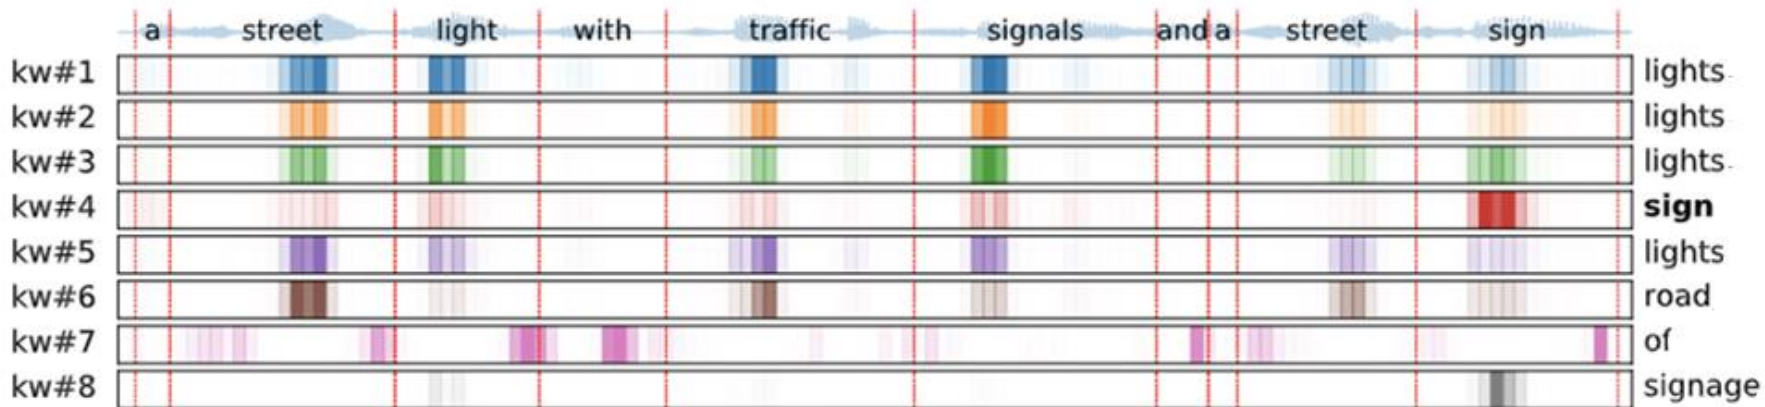 a street light with traffic signals and a street sign
kw#1 lights
kw#2 lights
kw#3 lights
kw#4 sign
kw#5 lights
kw#6 road
kw#7 of
kw#8 signage